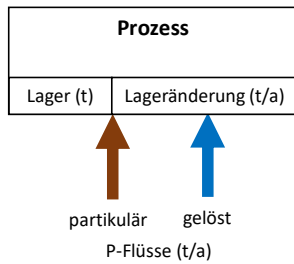 Prozess
Lager (t) Lageränderung (t/a)
partikulär gelöst
P-Flüsse (t/a)